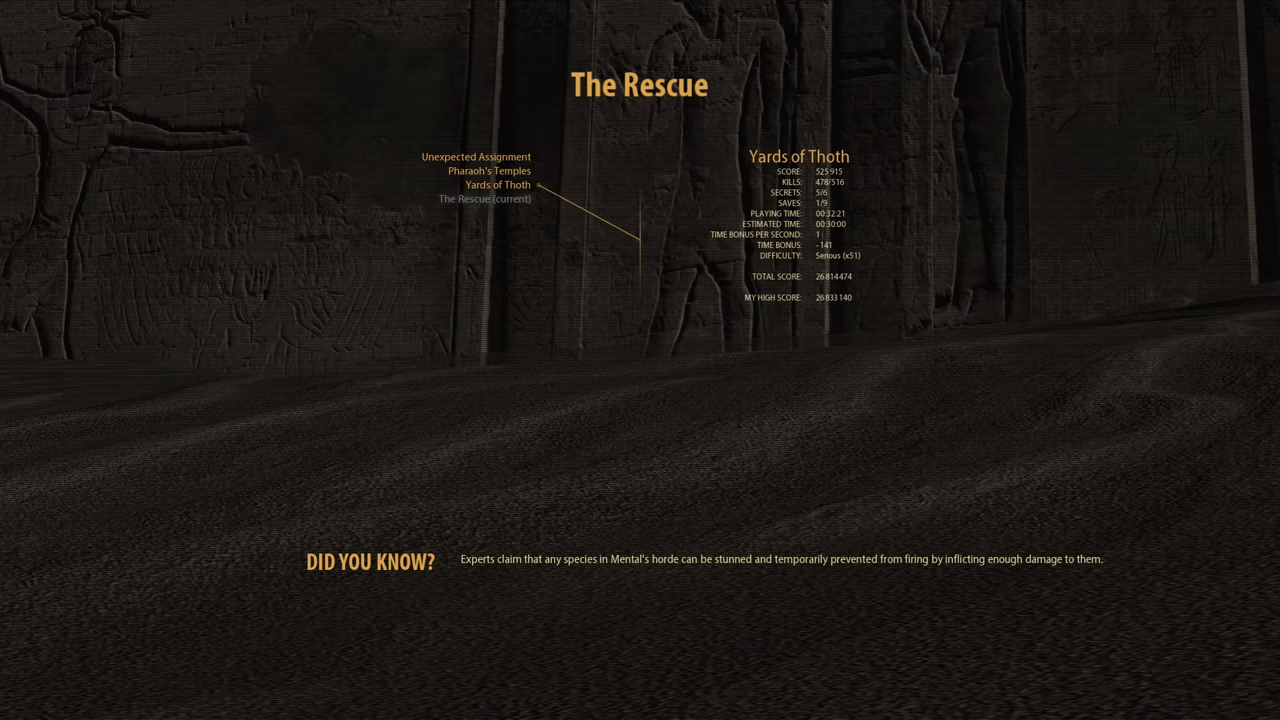 The Rescue
Unexpected Assignment
Pharaoh's Temples
Yards of Thoth
The Rescue (current)
Yards of Thoth
SCORE: 525 915
KILLS: 478/516
SECRETS: 5/6
SAVES: 1/9
PLAYING TIME: 00:32:21
ESTIMATED TIME: 00:30:00
TIME BONUS PER SECOND: 1
TIME BONUS: -141
DIFFICULTY: Serious (x51)
TOTAL SCORE: 26 814 474
MY HIGH SCORE: 26 833 140
DID YOU KNOW? Experts claim that any species in Mental's horde can be stunned and temporarily prevented from firing by inflicting enough damage to them.